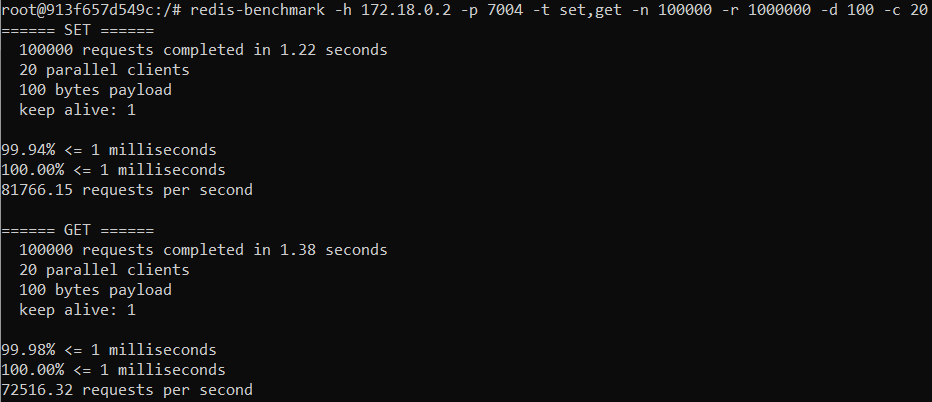 root@913f657d549c:/# redis-benchmark -h 172.18.0.2 -p 7004 -t set,get -n 100000 -r 1000000 -d 100 -c 20
====== SET ======
  100000 requests completed in 1.22 seconds
  20 parallel clients
  100 bytes payload
  keep alive: 1

99.94% <= 1 milliseconds
100.00% <= 1 milliseconds
81766.15 requests per second

====== GET ======
  100000 requests completed in 1.38 seconds
  20 parallel clients
  100 bytes payload
  keep alive: 1

99.98% <= 1 milliseconds
100.00% <= 1 milliseconds
72516.32 requests per second